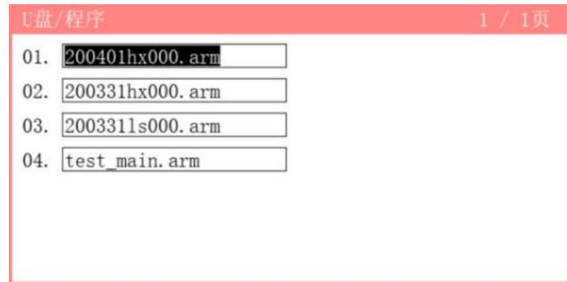 U盘/程序 1 / 1页
01. 200401hx000.arm
02. 200331hx000.arm
03. 200331ls000.arm
04. test_main.arm